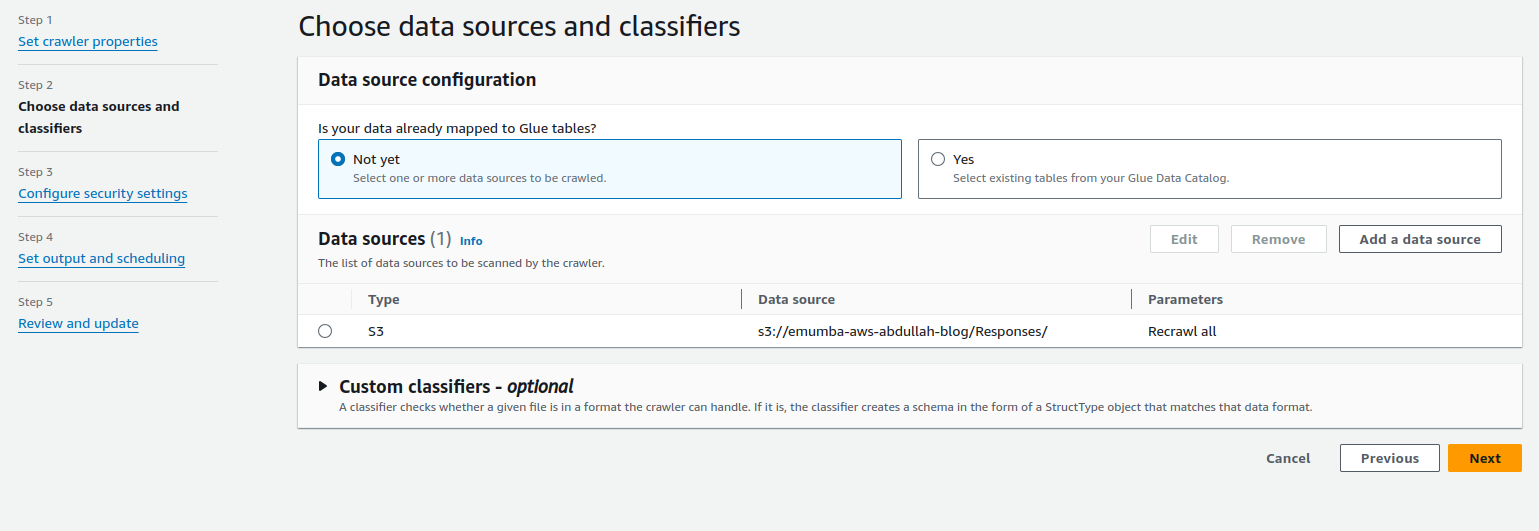 Step 1
Set crawler properties
Step 2
Choose data sources and
classifiers
Step 3
Configure security settings
Step 4
Set output and scheduling
Step 5
Review and update
Choose data sources and classifiers
Data source configuration
Is your data already mapped to Glue tables?
Not yet
Select one or more data sources to be crawled.
Yes
Select existing tables from your Glue Data Catalog.
Data sources (1) Info
The list of data sources to be scanned by the crawler.
Edit Remove Add a data source
Type Data source Parameters
S3 s3://emumba-aws-abdullah-blog/Responses/ Recrawl all
Custom classifiers - optional
A classifier checks whether a given file is in a format the crawler can handle. If it is, the classifier creates a schema in the form of a StructType object that matches that data format.
Cancel Previous Next